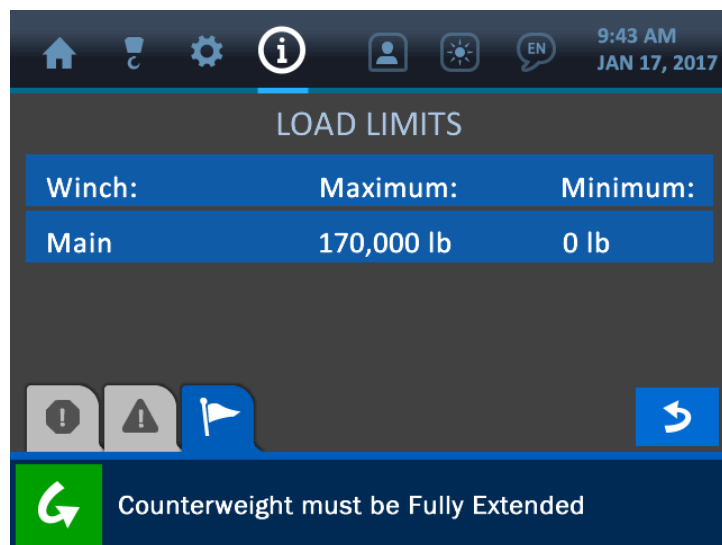 EN
9:43 AM
JAN 17, 2017
LOAD LIMITS
Winch: Maximum: Minimum:
Main 170,000 lb 0 lb
Counterweight must be Fully Extended